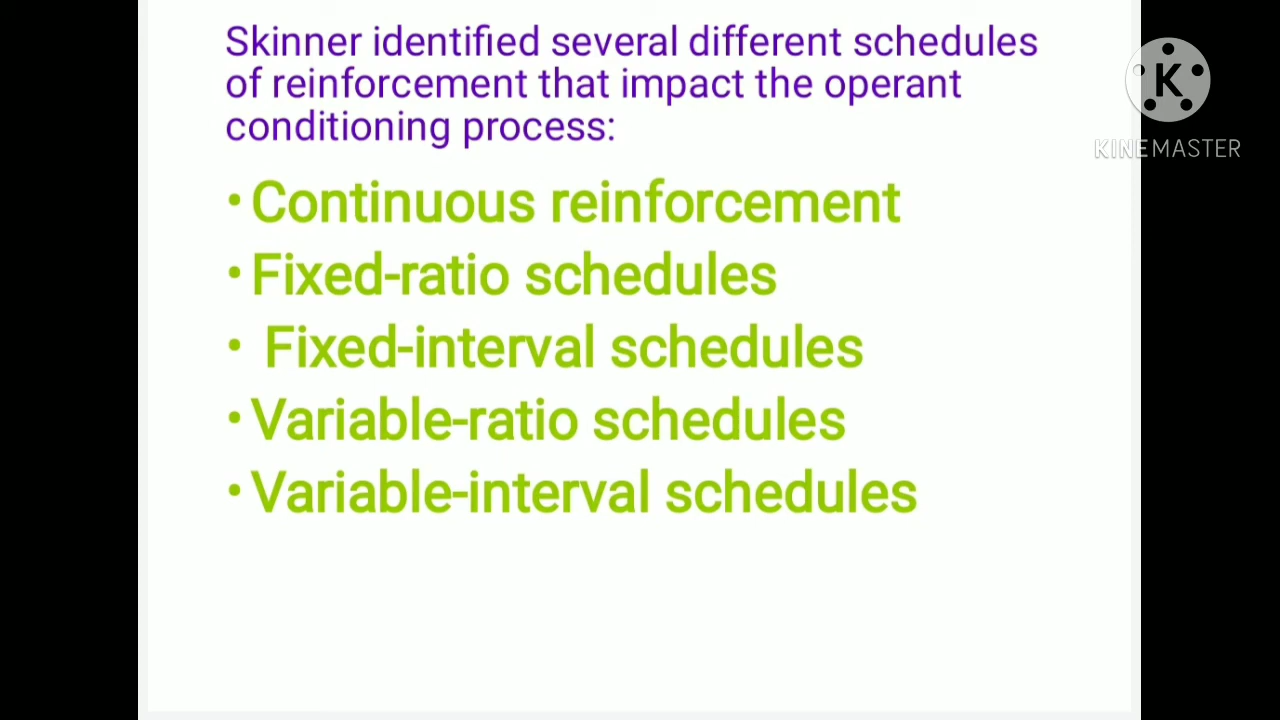 Skinner identified several different schedules
of reinforcement that impact the operant
conditioning process:
• Continuous reinforcement
• Fixed-ratio schedules
• Fixed-interval schedules
• Variable-ratio schedules
• Variable-interval schedules
K
KINEMASTER